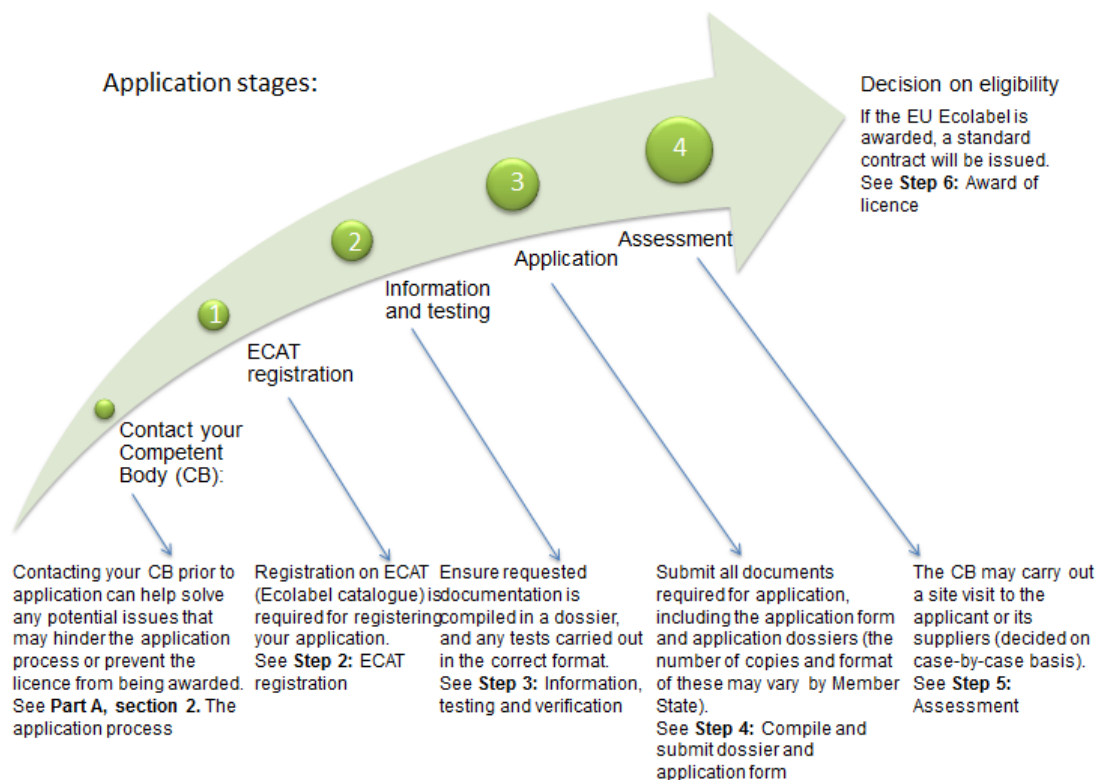 Application stages:
Decision on eligibility
If the EU Ecolabel is
awarded, a standard
contract will be issued.
See Step 6: Award of
licence
4
3
2
1
Assessment
Application
Information
and testing
ECAT
registration
Contact your
Competent
Body (CB):
Contacting your CB prior to
application can help solve
any potential issues that
may hinder the application
process or prevent the
licence from being awarded.
See Part A, section 2. The
application process
Registration on ECAT
(Ecolabel catalogue) is
required for registering
your application.
See Step 2: ECAT
registration
Ensure requested
documentation is
compiled in a dossier,
and any tests carried out
in the correct format.
See Step 3: Information,
testing and verification
Submit all documents
required for application,
including the application form
and application dossiers (the
number of copies and format
of these may vary by Member
State).
See Step 4: Compile and
submit dossier and
application form
The CB may carry out
a site visit to the
applicant or its
suppliers (decided on
case-by-case basis).
See Step 5:
Assessment